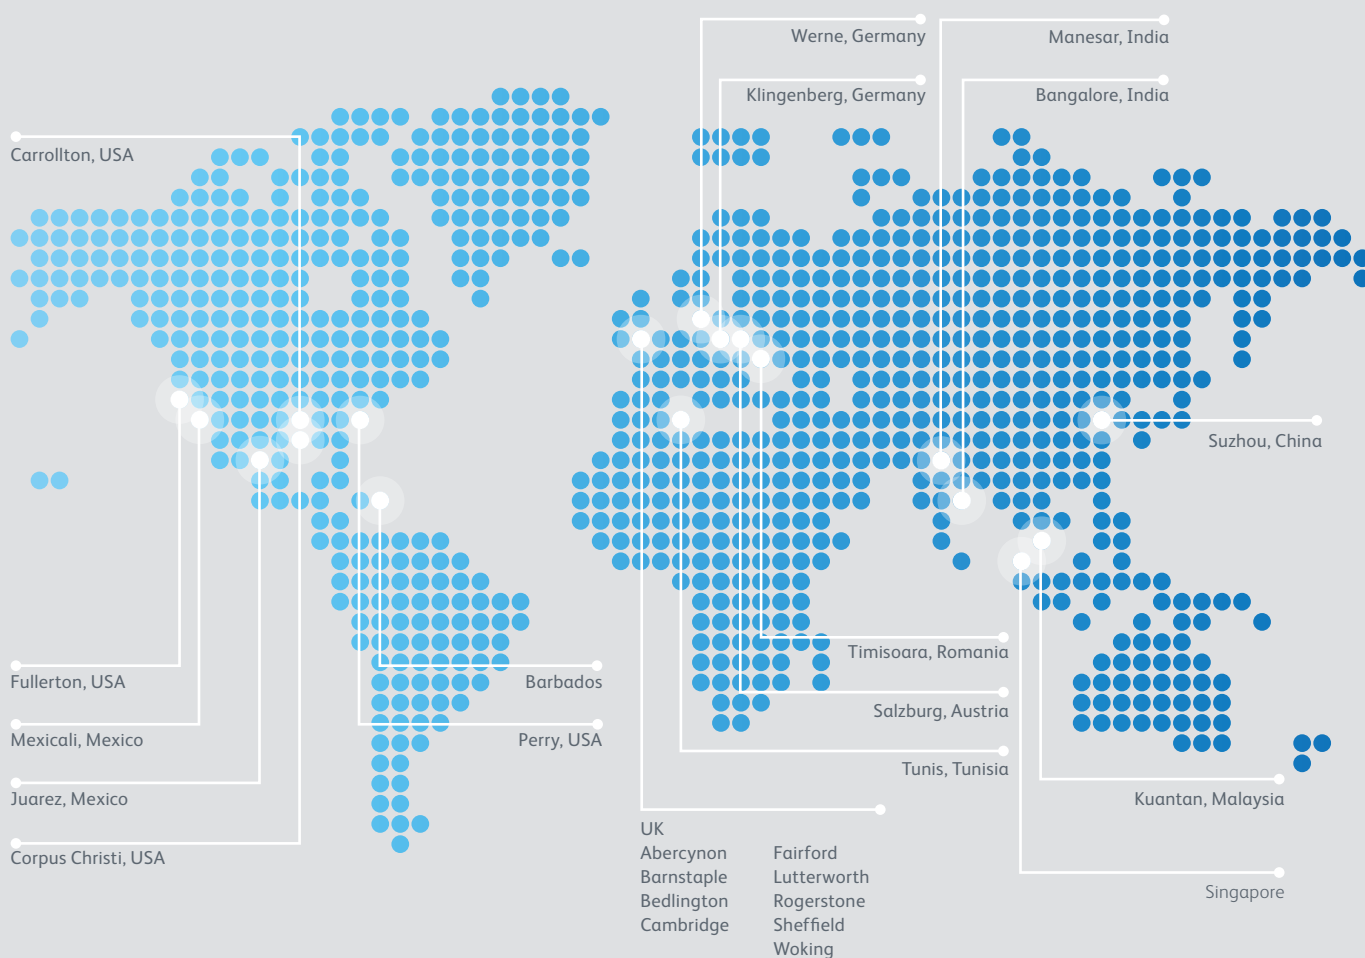 Werne, Germany
Manesar, India
Klingenberg, Germany
Bangalore, India
Carrollton, USA
Suzhou, China
Timisoara, Romania
Fullerton, USA
Barbados
Salzburg, Austria
Mexicali, Mexico
Perry, USA
Tunis, Tunisia
Juarez, Mexico
Kuantan, Malaysia
UK
Abercynon
Barnstaple
Bedlington
Cambridge
Fairford
Lutterworth
Rogerstone
Sheffield
Woking
Corpus Christi, USA
Singapore